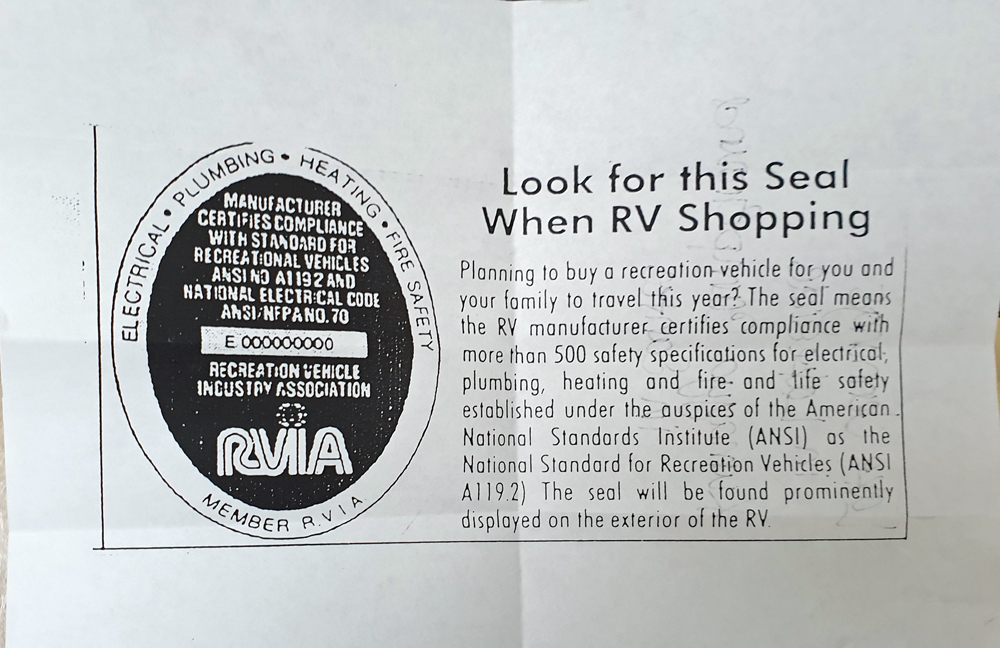 ELECTRICAL • PLUMBING • HEATING • FIRE SAFETY
MANUFACTURER
CERTIFIES COMPLIANCE
WITH STANDARD FOR
RECREATIONAL VEHICLES
ANSI NO A119 2 AND
NATIONAL ELECTRICAL CODE
ANSI/NFPA NO. 70
E 000000000
RECREATION VEHICLE
INDUSTRY ASSOCIATION
RVIA
MEMBER R.V.I.A.
Look for this Seal
When RV Shopping
Planning to buy a recreation vehicle for you and
your family to travel this year? The seal means
the RV manufacturer certifies compliance with
more than 500 safety specifications for electrical,
plumbing, heating and fire- and life safety
established under the auspices of the American
National Standards Institute (ANSI) as the
National Standard for Recreation Vehicles (ANSI
A119.2) The seal will be found prominently
displayed on the exterior of the RV.